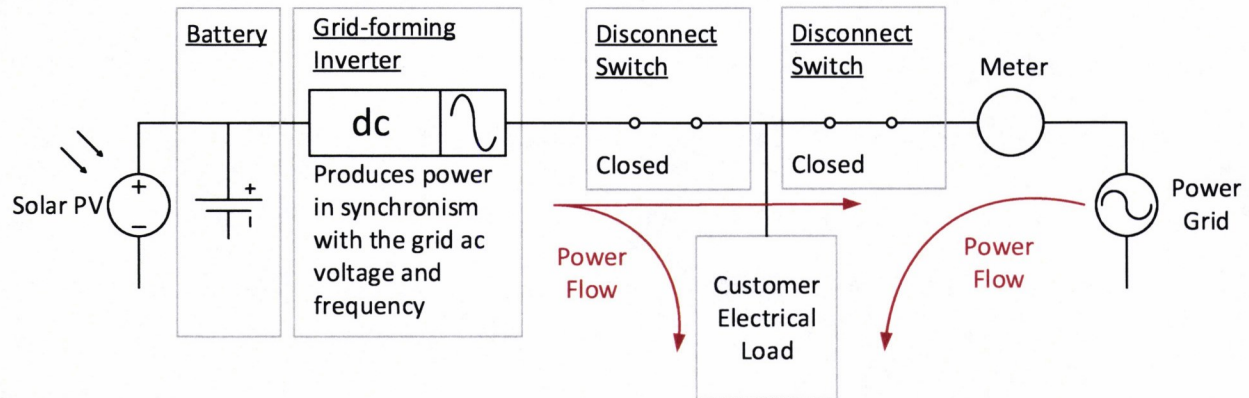 Battery
Grid-forming
Inverter
Disconnect
Switch
Disconnect
Switch
Meter
dc
Closed
Closed
Solar PV
+
−
+
Produces power
in synchronism
with the grid ac
voltage and
frequency
Power
Flow
Customer
Electrical
Load
Power
Flow
Power
Grid